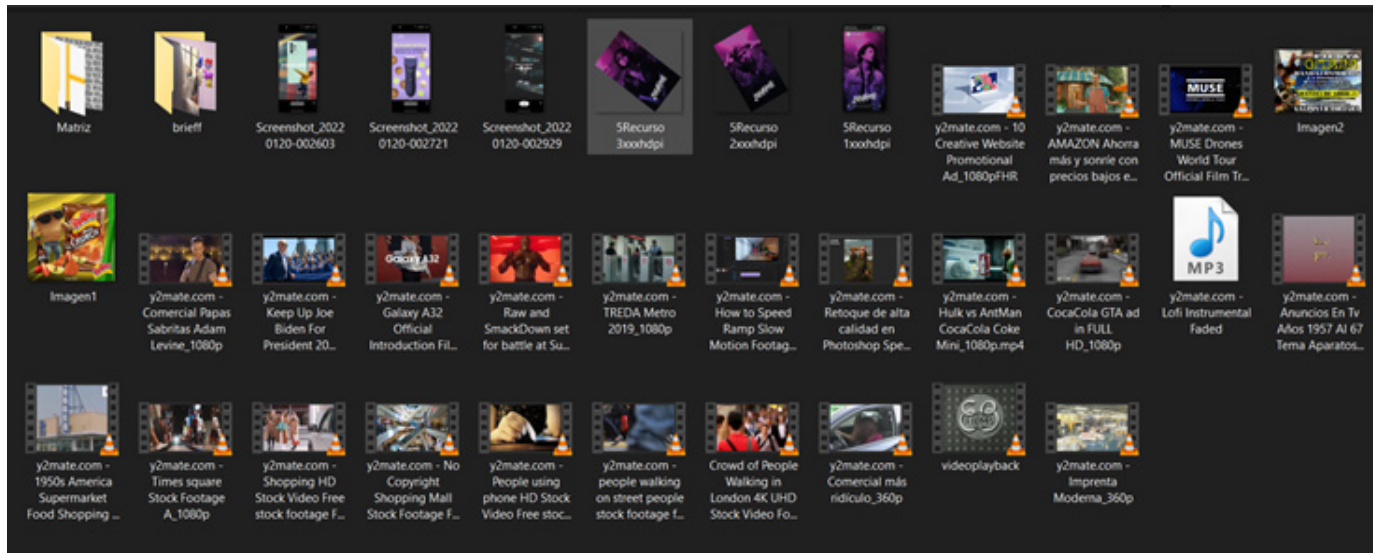 Matriz
brieff
Screenshot_2022
0120-002603
Screenshot_2022
0120-002721
Screenshot_2022
0120-002929
5Recurso
3xxxhdpi
5Recurso
2xxxhdpi
5Recurso
1xxxhdpi
y2mate.com - 10
Creative Website
Promotional
Ad_1080pFHR
y2mate.com -
AMAZON Ahorra
más y sonríe con
precios bajos e...
MUSE
y2mate.com -
MUSE Drones
World Tour
Official Film Tr...
Imagen2
Imagen1
y2mate.com -
Comercial Papas
Sabritas Adam
Levine_1080p
y2mate.com -
Keep Up Joe
Biden For
President 20...
Galaxy A32
y2mate.com -
Galaxy A32
Official
Introduction Fil...
y2mate.com -
Raw and
SmackDown set
for battle at Su...
y2mate.com -
TREDA Metro
2019_1080p
y2mate.com -
How to Speed
Ramp Slow
Motion Footag...
y2mate.com -
Retoque de alta
calidad en
Photoshop Spe...
y2mate.com -
Hulk vs AntMan
CocaCola Coke
Mini_1080p.mp4
y2mate.com -
CocaCola GTA ad
in FULL
HD_1080p
MP3
y2mate.com -
Lofi Instrumental
Faded
y2mate.com -
Anuncios En Tv
Años 1957 Al 67
Tema Aparatos...
y2mate.com -
1950s America
Supermarket
Food Shopping ...
y2mate.com -
Times square
Stock Footage
A_1080p
y2mate.com -
Shopping HD
Stock Video Free
stock footage F...
y2mate.com - No
Copyright
Shopping Mall
Stock Footage F...
y2mate.com -
People using
phone HD Stock
Video Free stoc...
y2mate.com -
people walking
on street people
stock footage f...
Crowd of People
Walking in
London 4K UHD
Stock Video Fo...
y2mate.com -
Comercial más
ridículo_360p
videoplayback
y2mate.com -
Imprenta
Moderna_360p